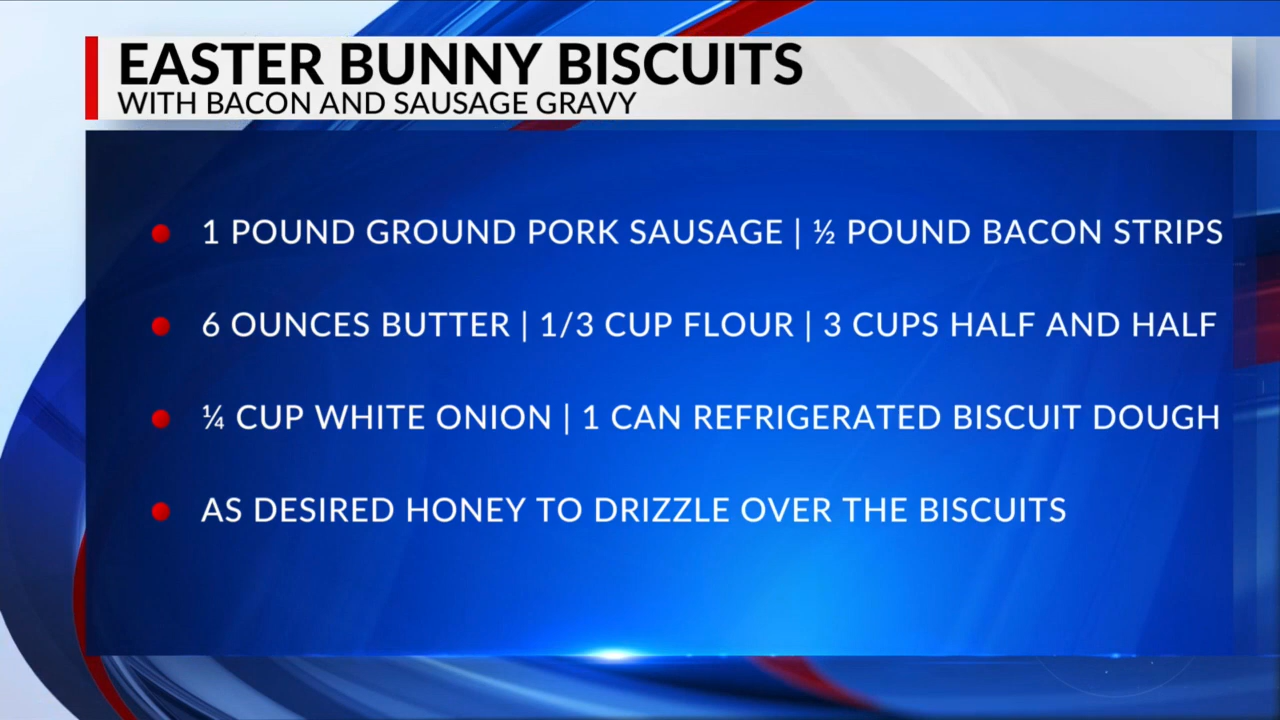 EASTER BUNNY BISCUITS
WITH BACON AND SAUSAGE GRAVY
1 POUND GROUND PORK SAUSAGE | ½ POUND BACON STRIPS
6 OUNCES BUTTER | 1/3 CUP FLOUR | 3 CUPS HALF AND HALF
¼ CUP WHITE ONION | 1 CAN REFRIGERATED BISCUIT DOUGH
AS DESIRED HONEY TO DRIZZLE OVER THE BISCUITS